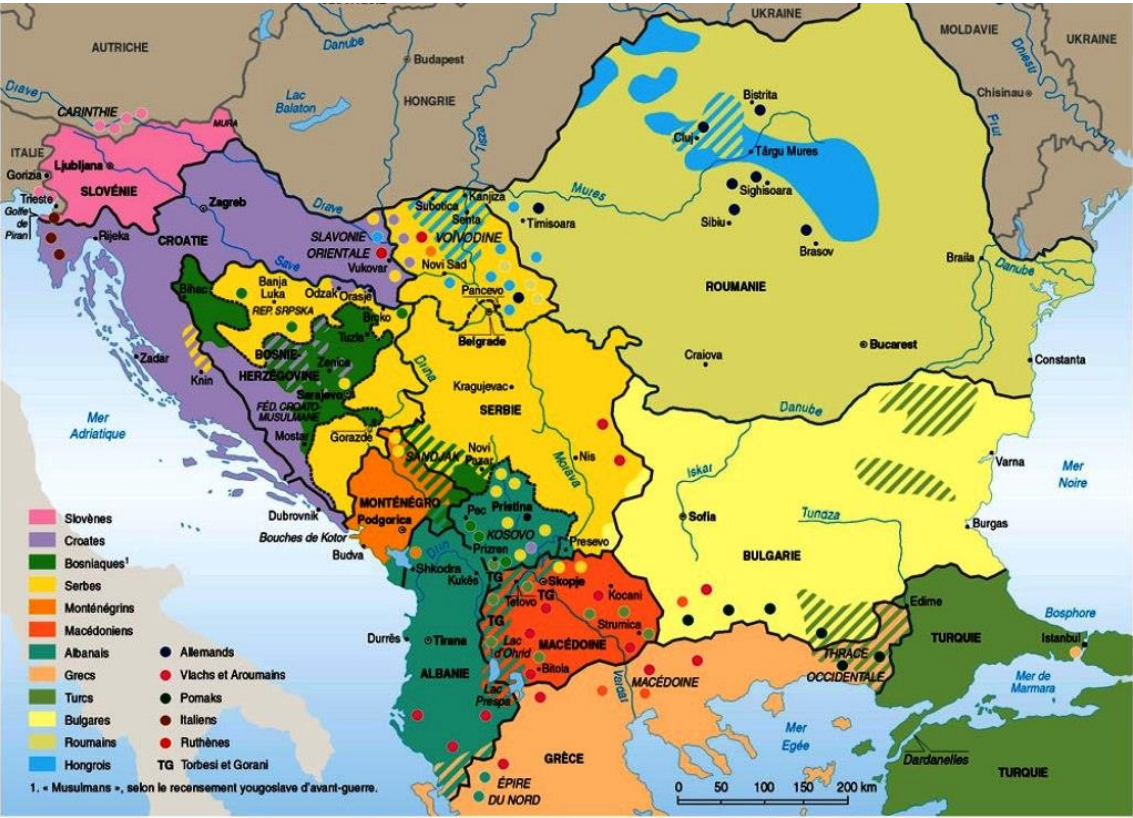 UKRAINE
MOLDAVIE
UKRAINE
AUTRICHE
Danube
Budapest
Dniesu
Drave
CARINTHIE
Lac
Balaton
HONGRIE
Chisinau
Bistrita
MURA
Isza
Prut
Cluj
Târgu Mures
ITALIE
Gorizia
Ljubljana
SLOVÉNIE
Trieste
Golfe
de
Piran
Zagreb
Drave
Subotica
Kanjiza
Senta
Mures
Timisoara
Sighisoara
Sibiu
Brasov
Rijeka
CROATIE
SLAVONIE
ORIENTALE
Vukovar
VOÏVODINE
Novi Sad
Save
Braila
Danube
Bihac
Banja
Luka
Odzak
Orasje
REP. SRPSKA
Brcko
Pancevo
ROUMANIE
Tuzla
Belgrade
BOSNIE-
HERZÉGOVINE
Zenica
Drina
Bucarest
Zadar
Knin
Craiova
Constanta
Sarajevo
Kragujevac
SERBIE
FÉD. CROATO-
MUSULMANE
Danube
Mer
Adriatique
Mostar
Gorazde
SANDJAK
Novi
Pazar
Nis
Morava
Iskar
Varna
Mer
Noire
MONTÉNÉGRO
Podgorica
Pec
Pristina
KOSOVO
Sofia
Tundza
Burgas
Dubrovnik
Bouches de Kotor
Budva
Drin
Prizren
Presevo
BULGARIE
Shkodra
Kukës
TG
Skopje
TG
Tetovo
Kocani
Edirne
Bosphore
Istanbul
TG
Strumica
Durrës
Tirana
Lac
d'Ohrid
MACÉDOINE
THRACE
OCCIDENTALE
TURQUIE
ALBANIE
Bitola
Vardar
MACÉDOINE
Mer de
Marmara
Lac
Prespa
Mer
Egée
Dardanelles
GRÈCE
TURQUIE
ÉPIRE
DU NORD
0 50 100 150 200 km
Slovènes
Croates
Bosniaques¹
Serbes
Monténégrins
Macédoniens
Albanais
Grecs
Turcs
Bulgares
Roumains
Hongrois
Allemands
Vlachs et Aroumains
Pomaks
Italiens
Ruthènes
TG Torbesi et Gorani
1. « Musulmans », selon le recensement yougoslave d'avant-guerre.